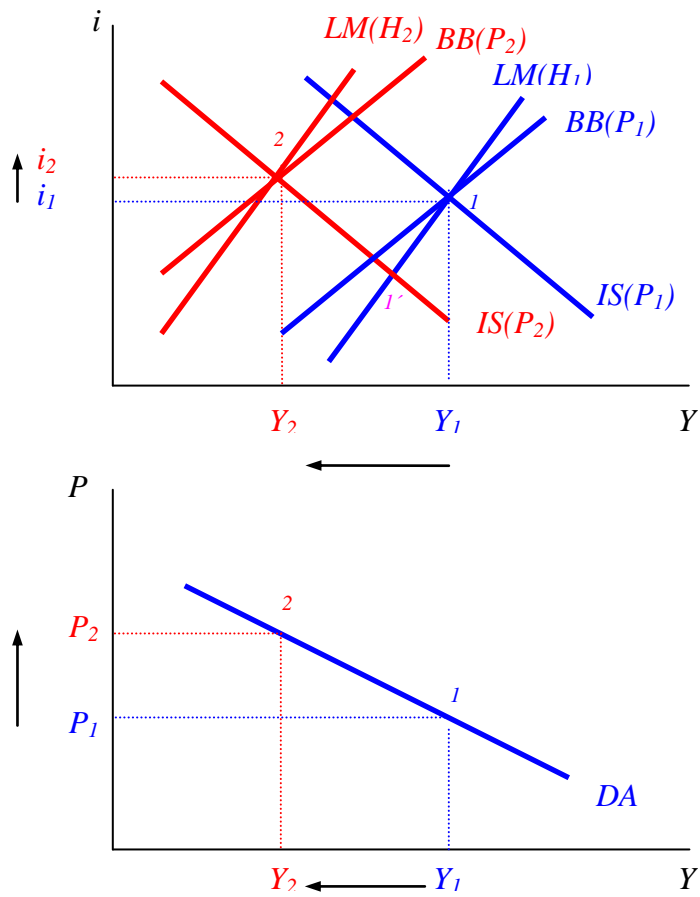 i
LM(H₂)
BB(P₂)
LM(H₁)
BB(P₁)
2
i₂
i₁
1
1´
IS(P₁)
IS(P₂)
Y₂
Y₁
Y
P
2
P₂
1
P₁
DA
Y₂
Y₁
Y